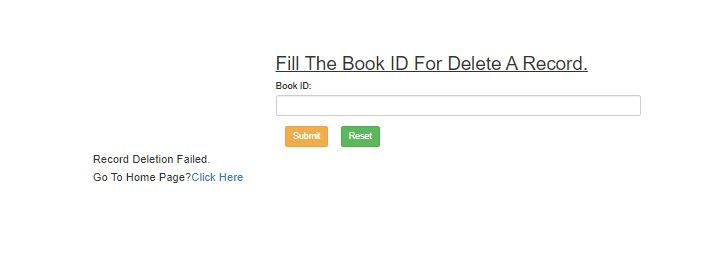 Fill The Book ID For Delete A Record.
Book ID:
Submit Reset
Record Deletion Failed.
Go To Home Page?Click Here